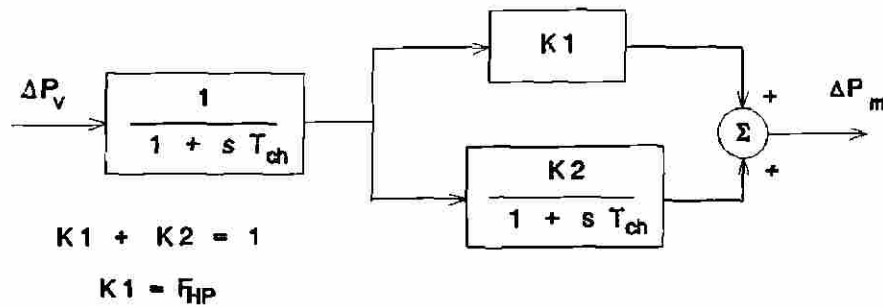 K1
ΔP_v
1
1 + s T_ch
+
Σ
ΔP_m
+
K2
1 + s T_ch
K1 + K2 = 1
K1 = F_HP